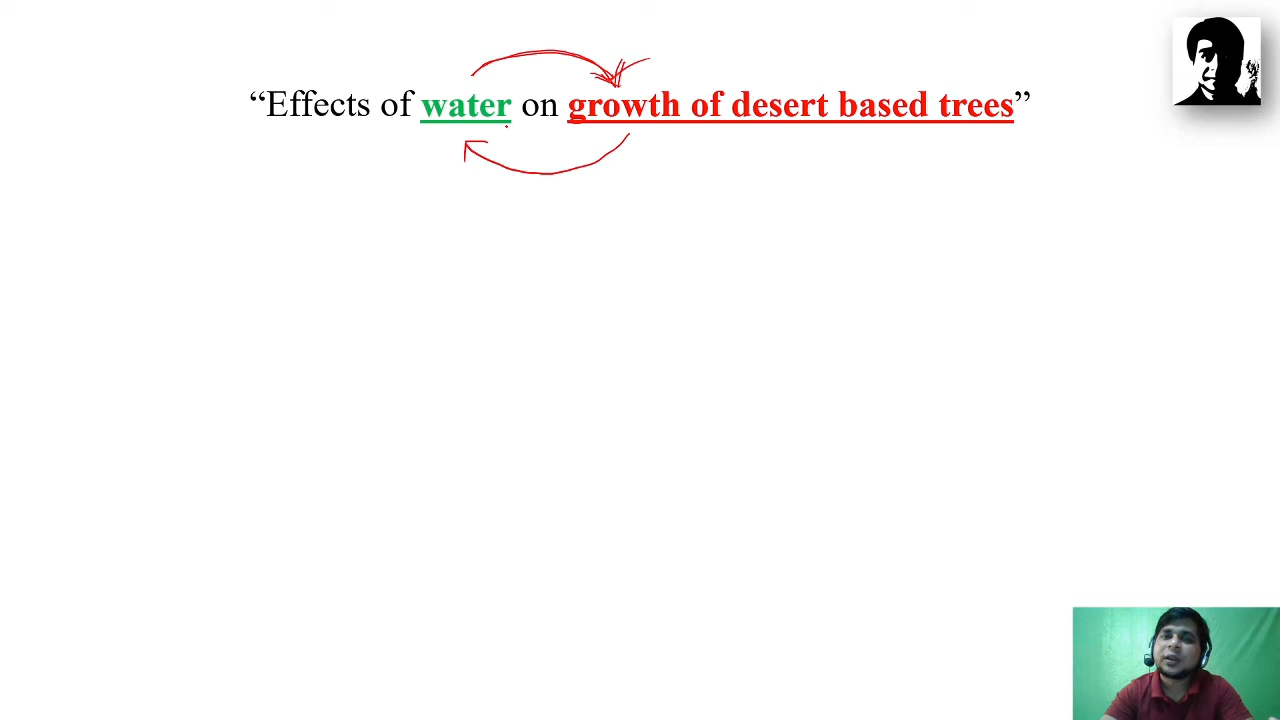 “Effects of water on growth of desert based trees”